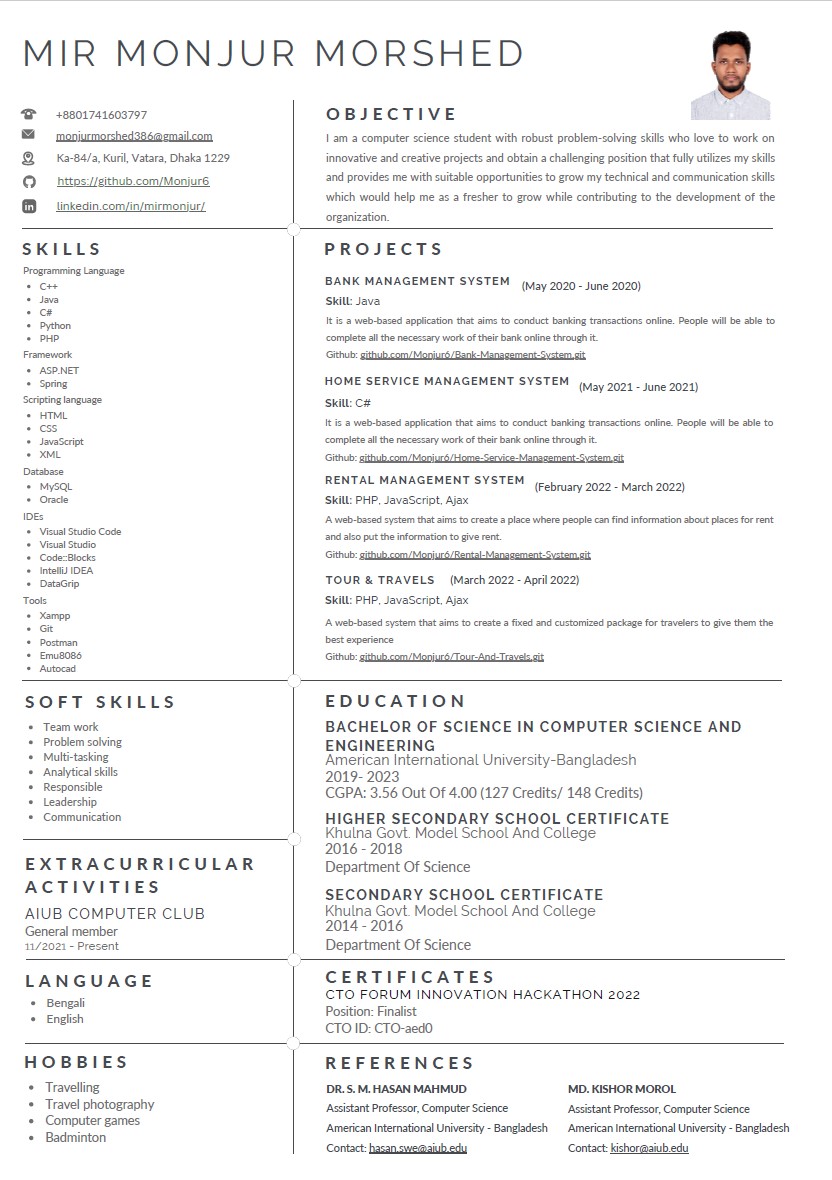 MIR MONJUR MORSHED
+8801741603797
monjurmorshed386@gmail.com
Ka-84/a, Kuril, Vatara, Dhaka 1229
https://github.com/Monjur6
linkedin.com/in/mirmonjur/
OBJECTIVE
I am a computer science student with robust problem-solving skills who love to work on
innovative and creative projects and obtain a challenging position that fully utilizes my skills
and provides me with suitable opportunities to grow my technical and communication skills
which would help me as a fresher to grow while contributing to the development of the
organization.
SKILLS
Programming Language
• C++
• Java
• C#
• Python
• PHP
Framework
• ASP.NET
• Spring
Scripting language
• HTML
• CSS
• JavaScript
• XML
Database
• MySQL
• Oracle
IDEs
• Visual Studio Code
• Visual Studio
• Code::Blocks
• IntelliJ IDEA
• DataGrip
Tools
• Xampp
• Git
• Postman
• Emu8086
• Autocad
PROJECTS
BANK MANAGEMENT SYSTEM (May 2020 - June 2020)
Skill: Java
It is a web-based application that aims to conduct banking transactions online. People will be able to
complete all the necessary work of their bank online through it.
Github: github.com/Monjur6/Bank-Management-System.git
HOME SERVICE MANAGEMENT SYSTEM (May 2021 - June 2021)
Skill: C#
It is a web-based application that aims to conduct banking transactions online. People will be able to
complete all the necessary work of their bank online through it.
Github: github.com/Monjur6/Home-Service-Management-System.git
RENTAL MANAGEMENT SYSTEM (February 2022 - March 2022)
Skill: PHP, JavaScript, Ajax
A web-based system that aims to create a place where people can find information about places for rent
and also put the information to give rent.
Github: github.com/Monjur6/Rental-Management-System.git
TOUR & TRAVELS (March 2022 - April 2022)
Skill: PHP, JavaScript, Ajax
A web-based system that aims to create a fixed and customized package for travelers to give them the
best experience
Github: github.com/Monjur6/Tour-And-Travels.git
SOFT SKILLS
• Team work
• Problem solving
• Multi-tasking
• Analytical skills
• Responsible
• Leadership
• Communication
EDUCATION
BACHELOR OF SCIENCE IN COMPUTER SCIENCE AND
ENGINEERING
American International University-Bangladesh
2019- 2023
CGPA: 3.56 Out Of 4.00 (127 Credits/ 148 Credits)
HIGHER SECONDARY SCHOOL CERTIFICATE
Khulna Govt. Model School And College
2016 - 2018
Department Of Science
SECONDARY SCHOOL CERTIFICATE
Khulna Govt. Model School And College
2014 - 2016
Department Of Science
EXTRACURRICULAR
ACTIVITIES
AIUB COMPUTER CLUB
General member
11/2021 - Present
LANGUAGE
• Bengali
• English
CERTIFICATES
CTO FORUM INNOVATION HACKATHON 2022
Position: Finalist
CTO ID: CTO-aed0
HOBBIES
• Travelling
• Travel photography
• Computer games
• Badminton
REFERENCES
DR. S. M. HASAN MAHMUD
Assistant Professor, Computer Science
American International University - Bangladesh
Contact: hasan.swe@aiub.edu
MD. KISHOR MOROL
Assistant Professor, Computer Science
American International University - Bangladesh
Contact: kishor@aiub.edu